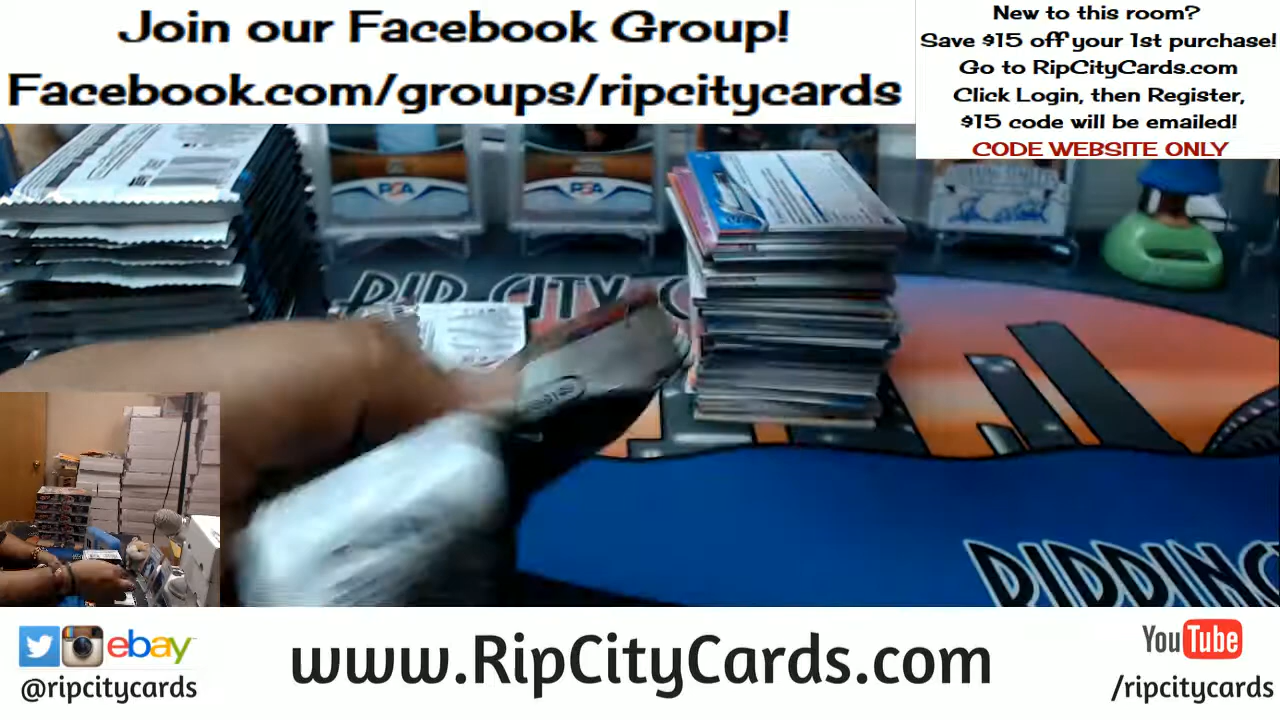 Join our Facebook Group!
Facebook.com/groups/ripcitycards
New to this room?
Save $15 off your 1st purchase!
Go to RipCityCards.com
Click Login, then Register,
$15 code will be emailed!
CODE WEBSITE ONLY
PSA
PSA
RIP CITY C
RIPPING
ebay
@ripcitycards
www.RipCityCards.com
YouTube
/ripcitycards